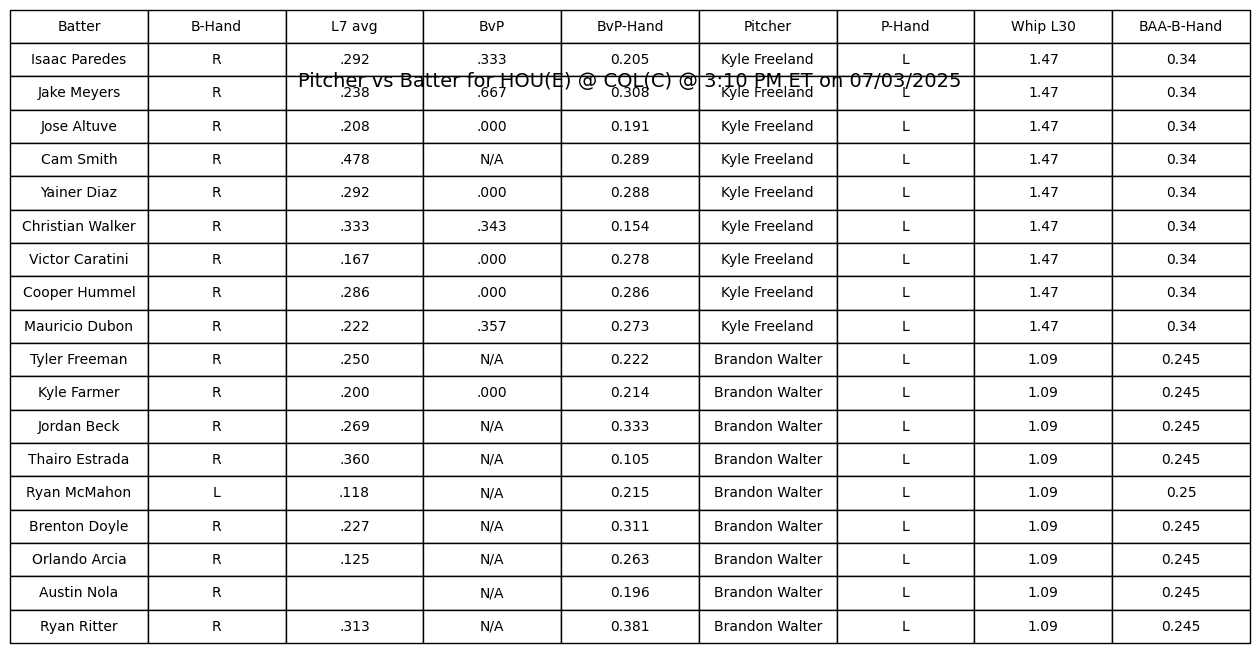 Batter B-Hand L7 avg BvP BvP-Hand Pitcher P-Hand Whip L30 BAA-B-Hand
Isaac Paredes R .292 .333 0.205 Kyle Freeland L 1.47 0.34
Pitcher vs Batter for HOU(E) @ COL(C) @ 3:10 PM ET on 07/03/2025
Jake Meyers R .238 .667 0.308 Kyle Freeland L 1.47 0.34
Jose Altuve R .208 .000 0.191 Kyle Freeland L 1.47 0.34
Cam Smith R .478 N/A 0.289 Kyle Freeland L 1.47 0.34
Yainer Diaz R .292 .000 0.288 Kyle Freeland L 1.47 0.34
Christian Walker R .333 .343 0.154 Kyle Freeland L 1.47 0.34
Victor Caratini R .167 .000 0.278 Kyle Freeland L 1.47 0.34
Cooper Hummel R .286 .000 0.286 Kyle Freeland L 1.47 0.34
Mauricio Dubon R .222 .357 0.273 Kyle Freeland L 1.47 0.34
Tyler Freeman R .250 N/A 0.222 Brandon Walter L 1.09 0.245
Kyle Farmer R .200 .000 0.214 Brandon Walter L 1.09 0.245
Jordan Beck R .269 N/A 0.333 Brandon Walter L 1.09 0.245
Thairo Estrada R .360 N/A 0.105 Brandon Walter L 1.09 0.245
Ryan McMahon L .118 N/A 0.215 Brandon Walter L 1.09 0.25
Brenton Doyle R .227 N/A 0.311 Brandon Walter L 1.09 0.245
Orlando Arcia R .125 N/A 0.263 Brandon Walter L 1.09 0.245
Austin Nola R N/A 0.196 Brandon Walter L 1.09 0.245
Ryan Ritter R .313 N/A 0.381 Brandon Walter L 1.09 0.245